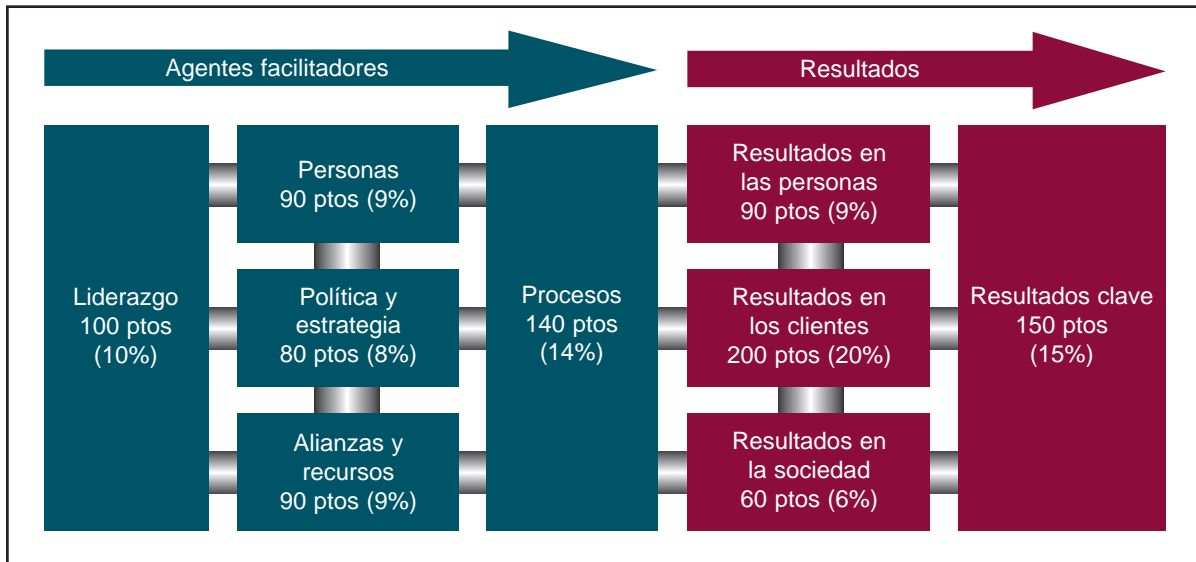 Agentes facilitadores
Resultados
Liderazgo
100 ptos
(10%)
Personas
90 ptos (9%)
Política y
estrategia
80 ptos (8%)
Alianzas y
recursos
90 ptos (9%)
Procesos
140 ptos
(14%)
Resultados en
las personas
90 ptos (9%)
Resultados en
los clientes
200 ptos (20%)
Resultados en
la sociedad
60 ptos (6%)
Resultados clave
150 ptos
(15%)